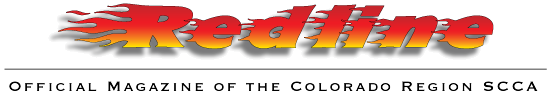 Redline
Official Magazine of the Colorado Region SCCA